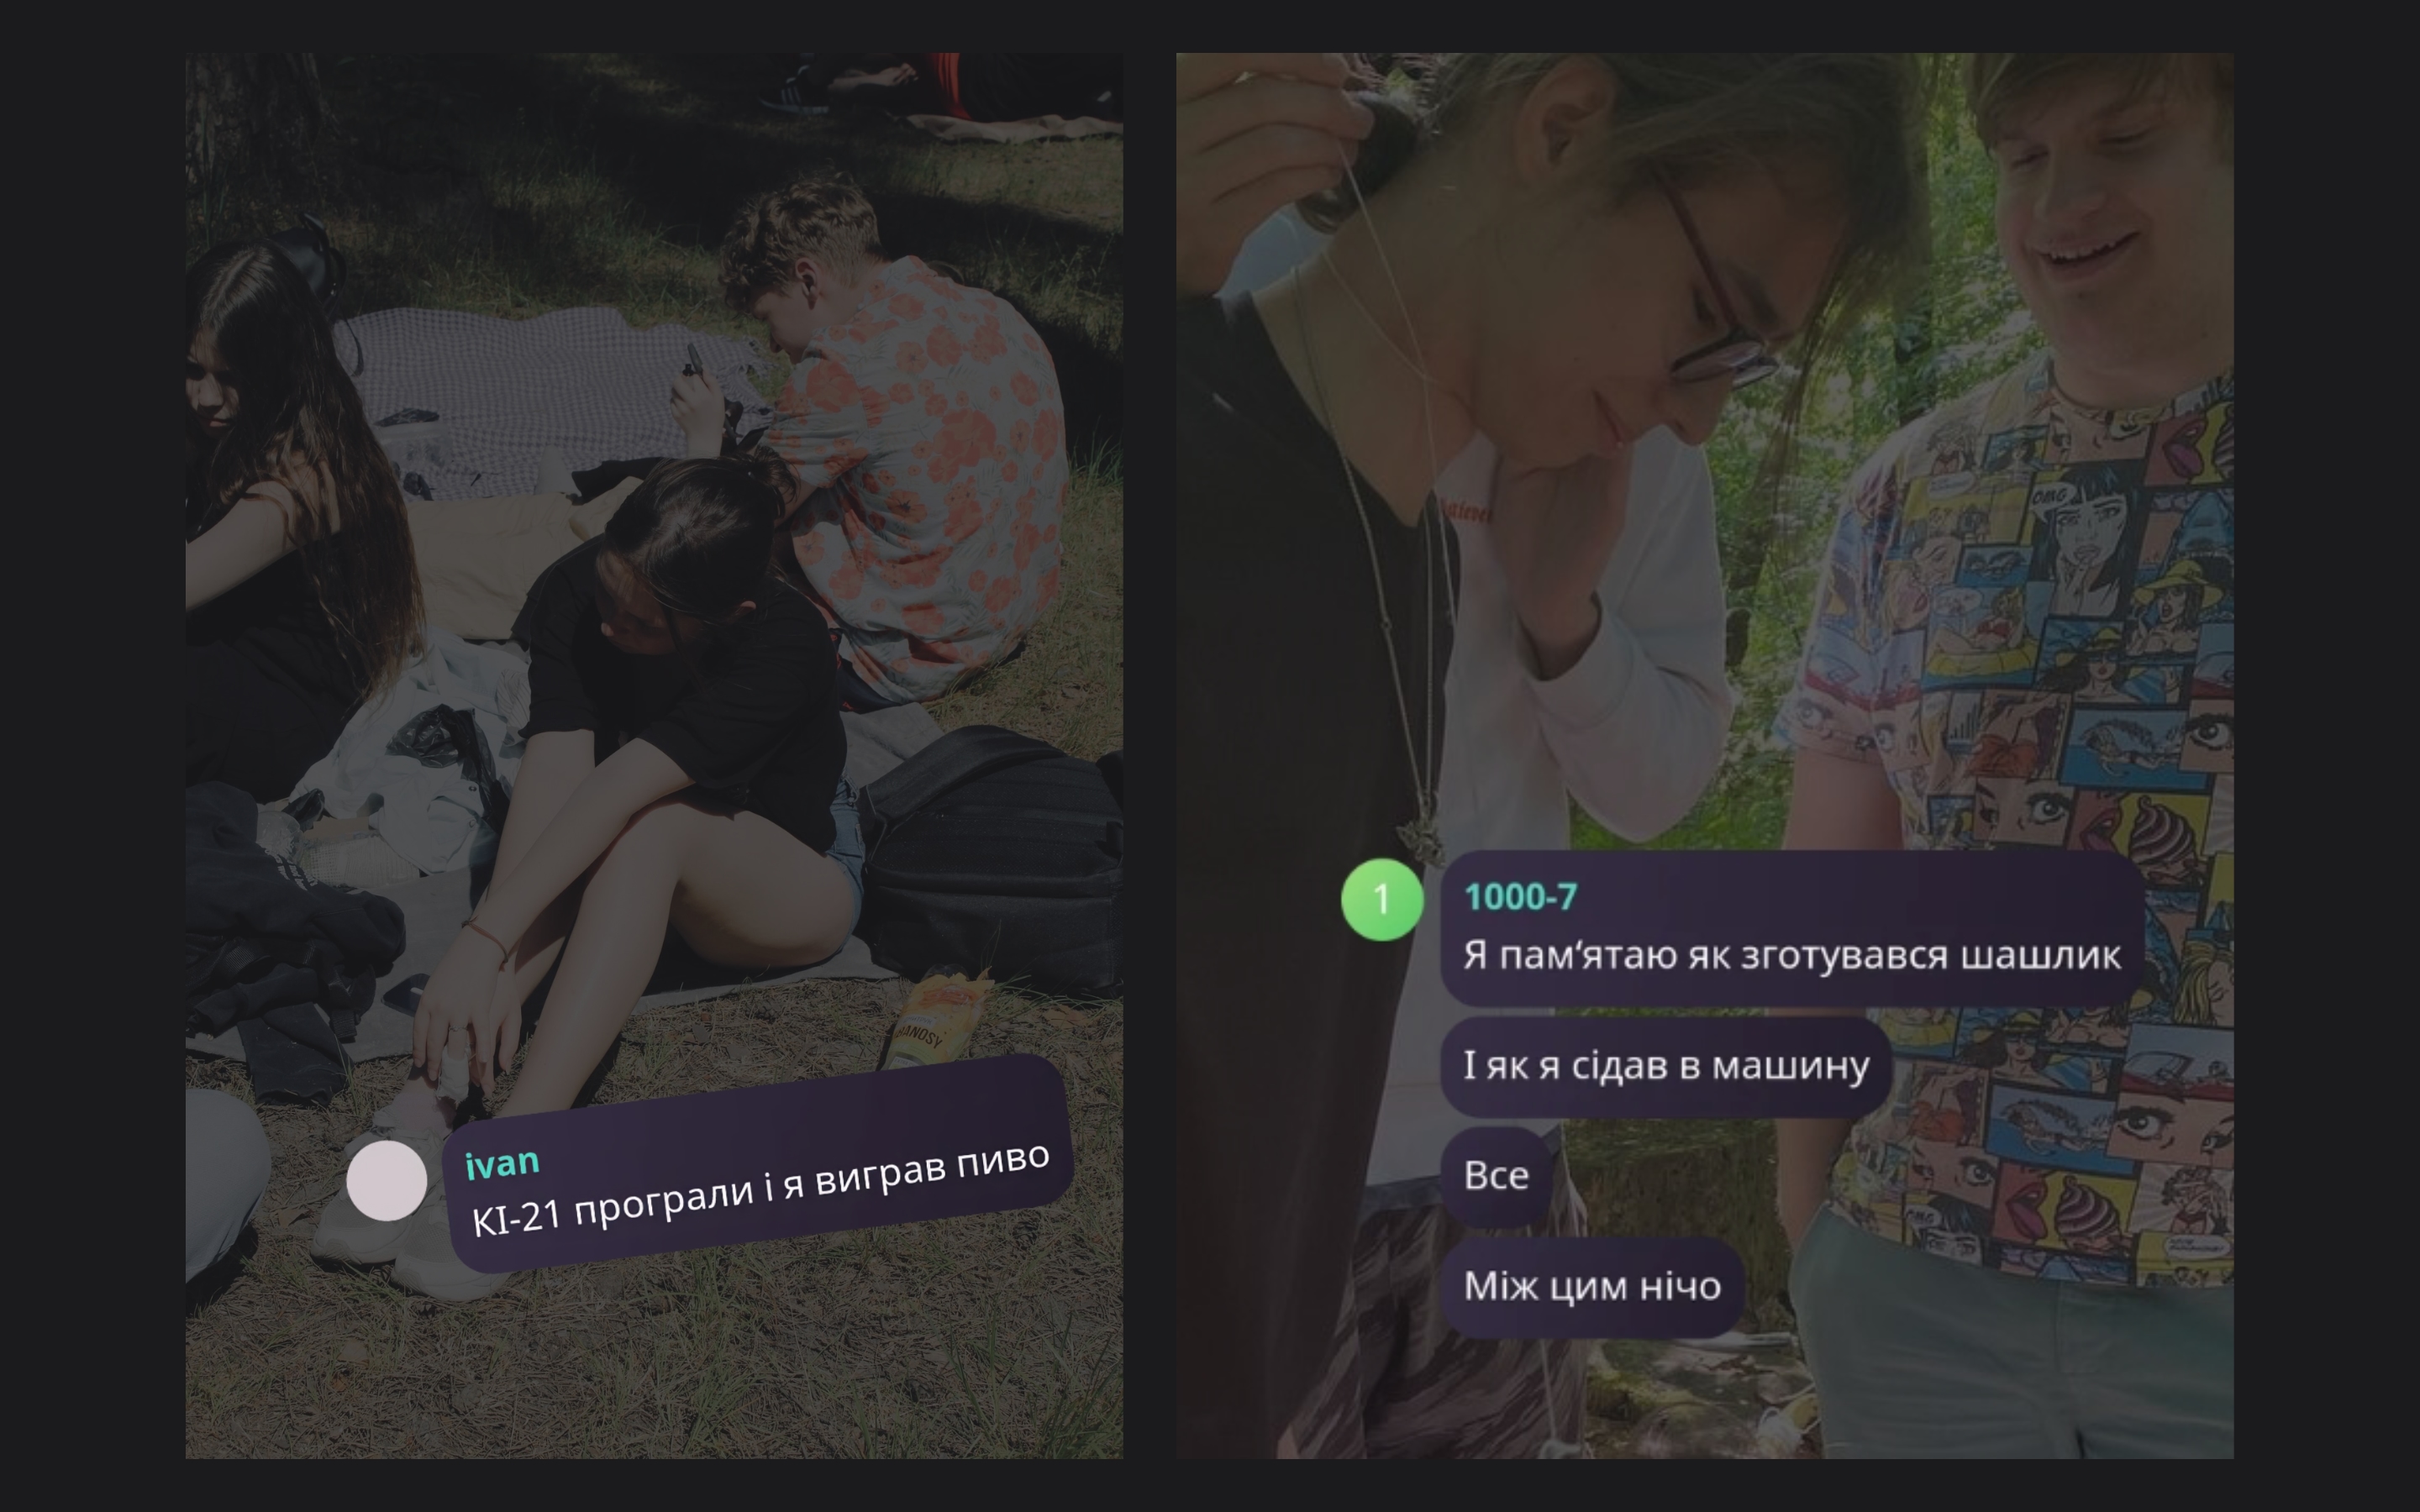 ivan
КІ-21 програли і я виграв пиво
1000-7
1
Я пам‘ятаю як зготувався шашлик
І як я сідав в машину
Все
Між цим нічо
OMG